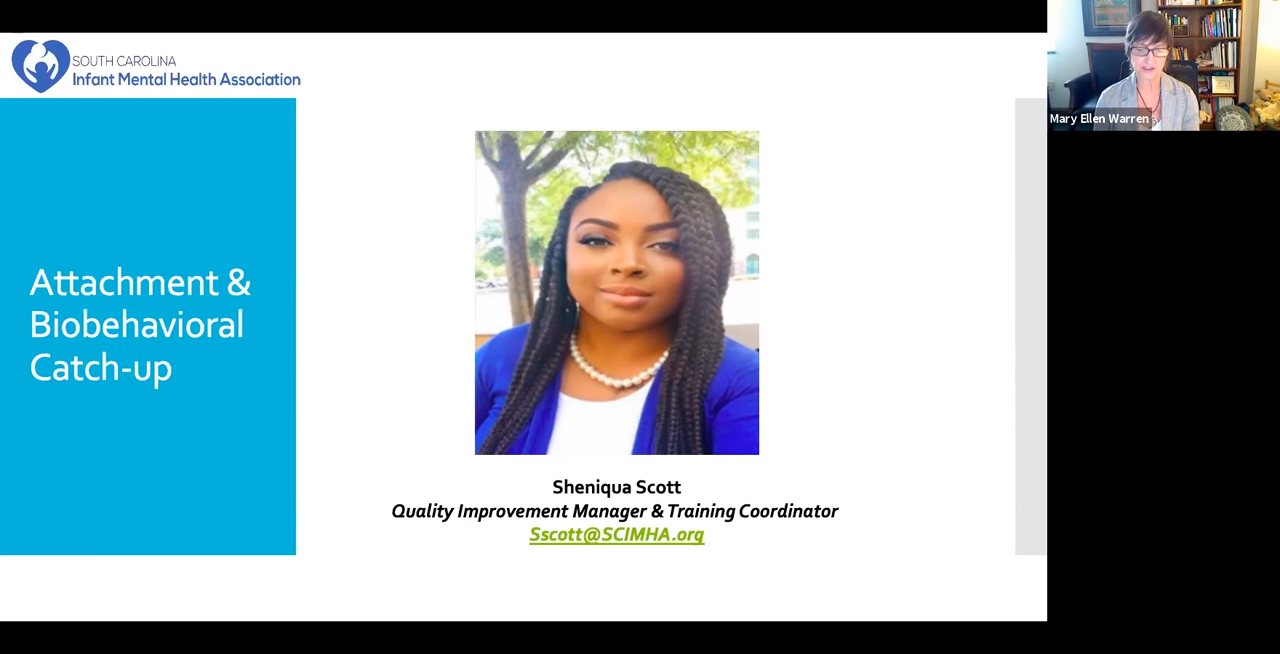 SOUTH CAROLINA
Infant Mental Health Association
Mary Ellen Warren
Attachment &
Biobehavioral
Catch-up
Sheniqua Scott
Quality Improvement Manager & Training Coordinator
Sscott@SCIMHA.org